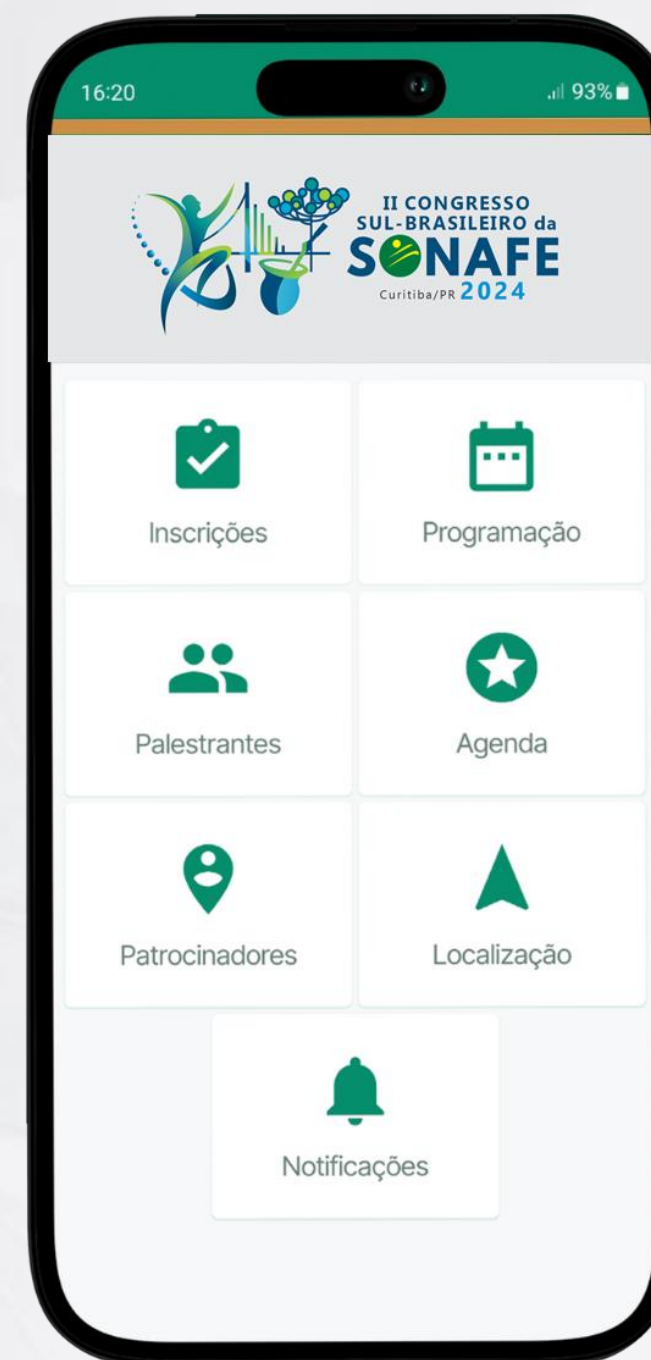 16:20
93%
II CONGRESSO
SUL-BRASILEIRO da
SONAFE
Curitiba/PR 2024
Inscrições
Programação
Palestrantes
Agenda
Patrocinadores
Localização
Notificações